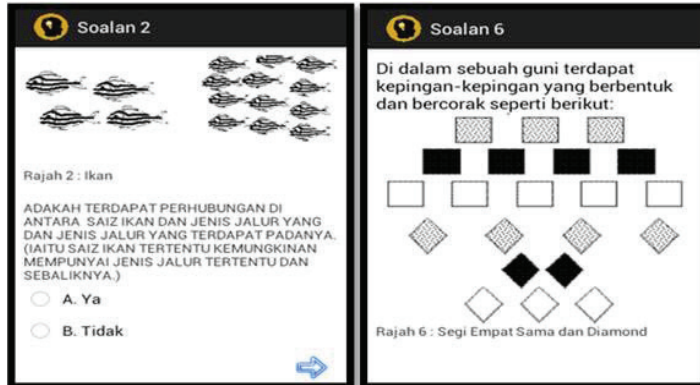 Soalan 2
Rajah 2 : Ikan
ADAKAH TERDAPAT PERHUBUNGAN DI
ANTARA SAIZ IKAN DAN JENIS JALUR YANG
DAN JENIS JALUR YANG TERDAPAT PADANYA.
(IAITU SAIZ IKAN TERTENTU KEMUNGKINAN
MEMPUNYAI JENIS JALUR TERTENTU DAN
SEBALIKNYA.)
A. Ya
B. Tidak
Soalan 6
Di dalam sebuah guni terdapat
kepingan-kepingan yang berbentuk
dan bercorak seperti berikut:
Rajah 6 : Segi Empat Sama dan Diamond